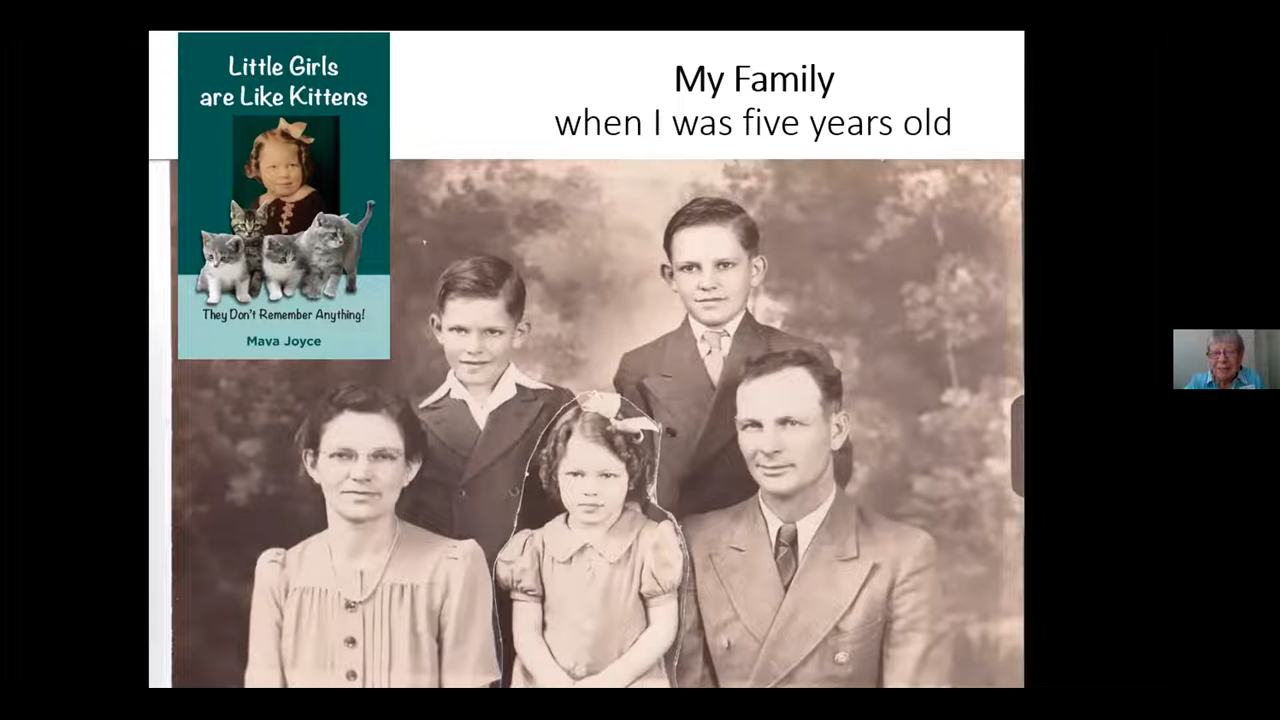 Little Girls
are Like Kittens
They Don't Remember Anything!
Mava Joyce
My Family
when I was five years old